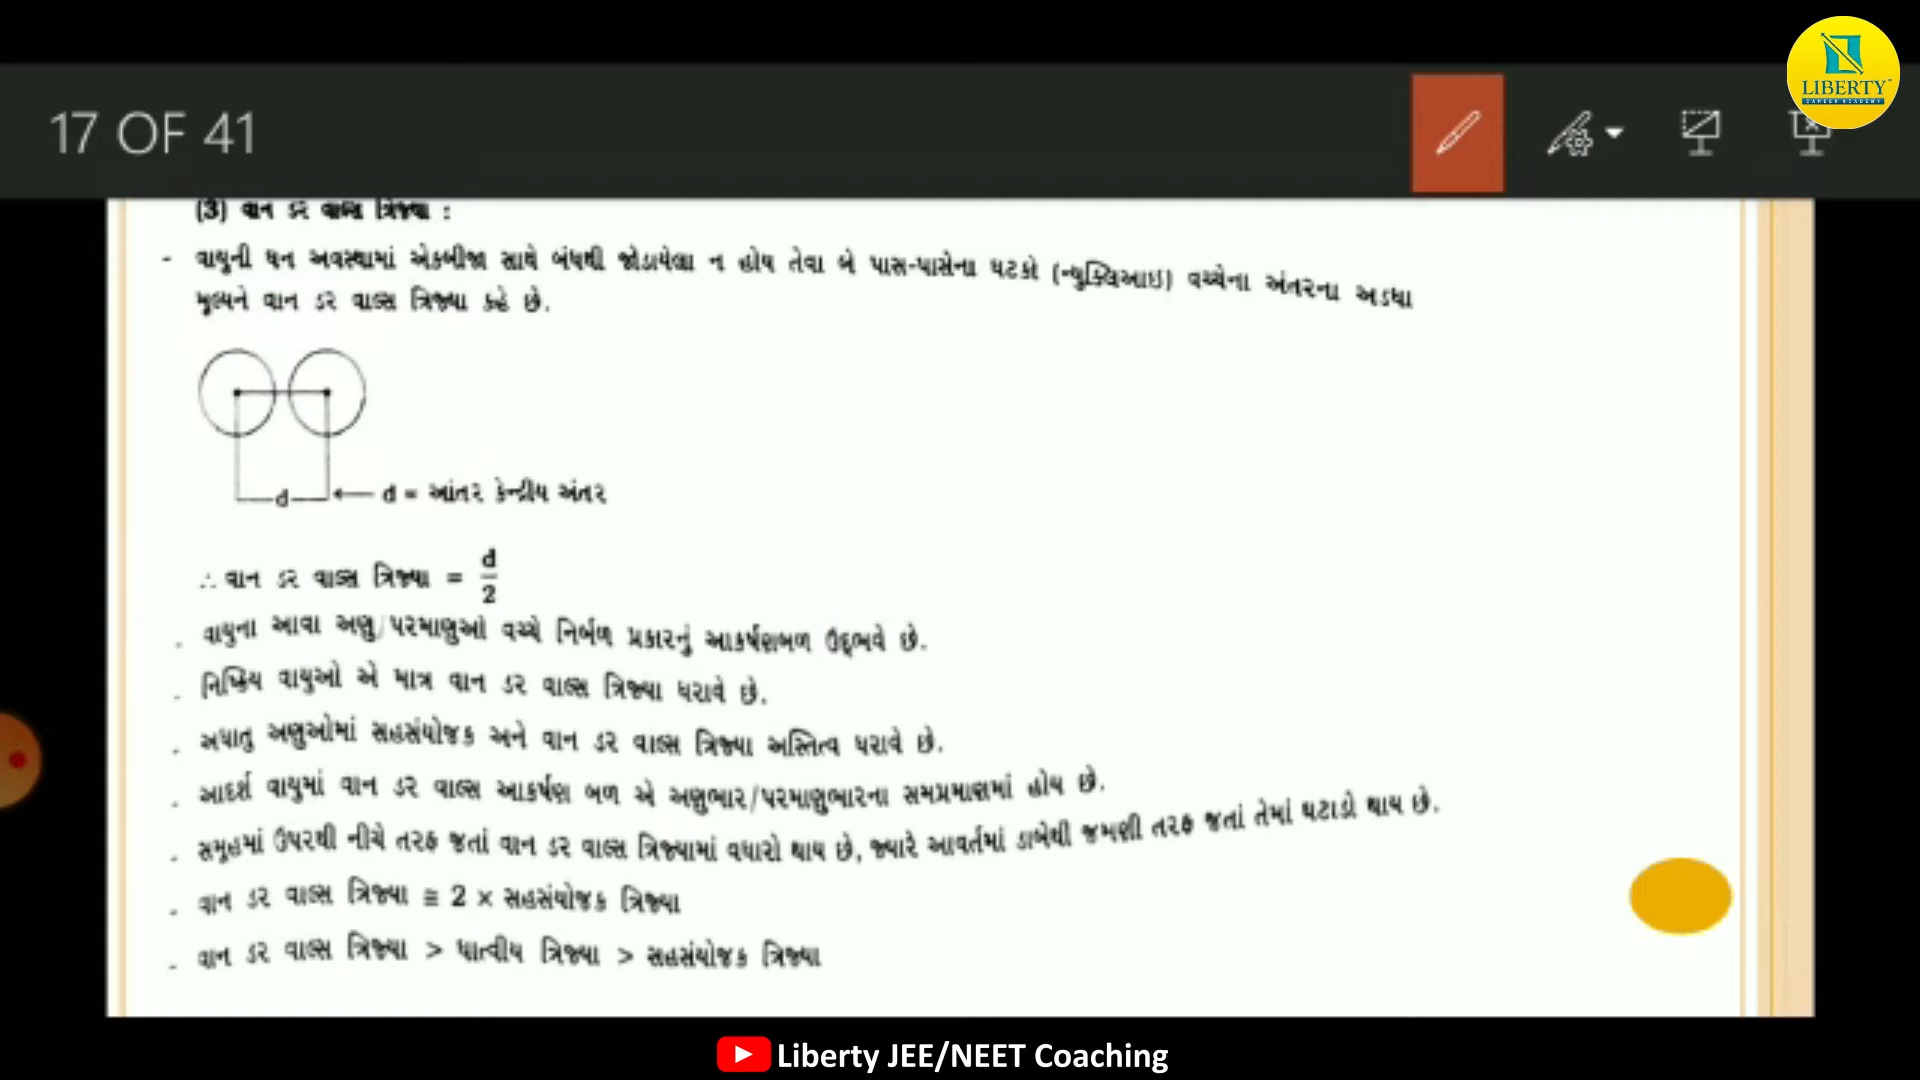 LIBERTY
CAREER ACADEMY
17 OF 41
(3) વાન ડર વાલ્સ ત્રિજ્યા :
- વાયુની ઘન અવસ્થામાં એકબીજા સાથે બંધથી જોડાયેલા ન હોય તેવા બે પાસ-પાસેના ઘટકો (ન્યુક્લિઆઇ) વચ્ચેના અંતરના અડધા
મૂલ્યને વાન ડર વાલ્સ ત્રિજ્યા કહે છે.
d ← d = આંતર કેન્દ્રીય અંતર
∴ વાન ડર વાલ્સ ત્રિજ્યા = d/2
- વાયુના આવા અણુ/પરમાણુઓ વચ્ચે નિર્બળ પ્રકારનું આકર્ષણબળ ઉદ્ભવે છે.
- નિષ્ક્રિય વાયુઓ એ માત્ર વાન ડર વાલ્સ ત્રિજ્યા ધરાવે છે.
- અધાતુ અણુઓમાં સહસંયોજક અને વાન ડર વાલ્સ ત્રિજ્યા અસ્તિત્વ ધરાવે છે.
- આદર્શ વાયુમાં વાન ડર વાલ્સ આકર્ષણ બળ એ અણુભાર/પરમાણુભારના સમપ્રમાણમાં હોય છે.
- સમૂહમાં ઉપરથી નીચે તરફ જતાં વાન ડર વાલ્સ ત્રિજ્યામાં વધારો થાય છે, જ્યારે આવર્તમાં ડાબેથી જમણી તરફ જતાં તેમાં ઘટાડો થાય છે.
- વાન ડર વાલ્સ ત્રિજ્યા ≅ 2 × સહસંયોજક ત્રિજ્યા
- વાન ડર વાલ્સ ત્રિજ્યા > ધાત્વીય ત્રિજ્યા > સહસંયોજક ત્રિજ્યા
Liberty JEE/NEET Coaching